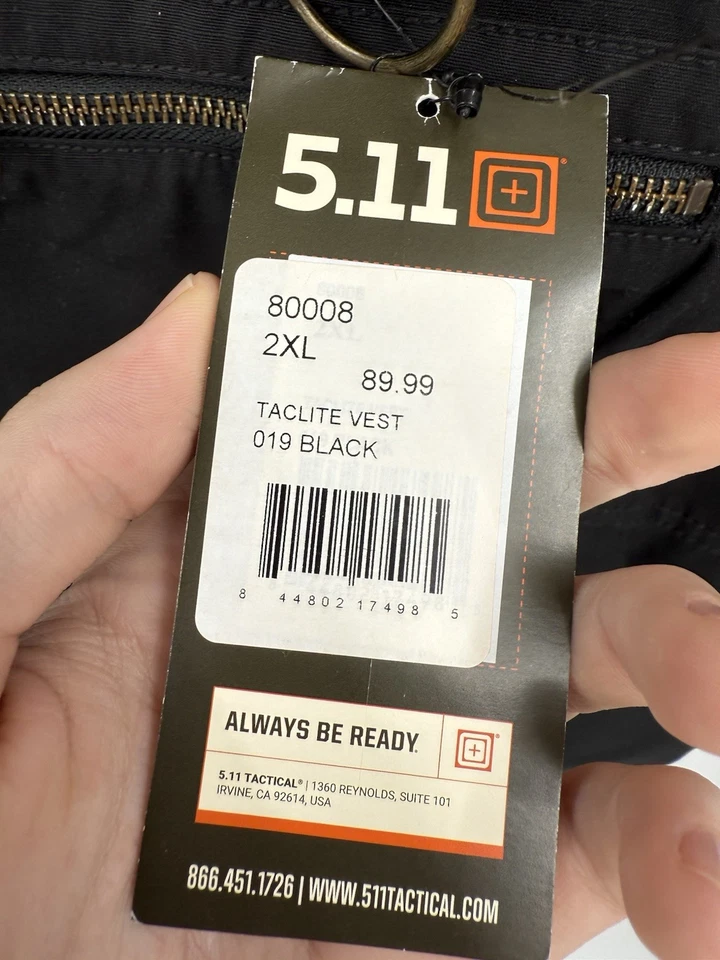 5.11
80008
2XL
89.99
TACLITE VEST
019 BLACK
8 44802 17498 5
ALWAYS BE READY.
5.11 TACTICAL® | 1360 REYNOLDS, SUITE 101
IRVINE, CA 92614, USA
866.451.1726 | WWW.511TACTICAL.COM